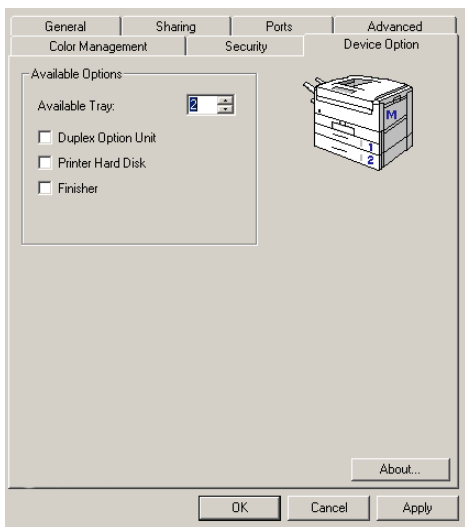 General Sharing Ports Advanced
Color Management Security Device Option
Available Options
Available Tray: 2
Duplex Option Unit
Printer Hard Disk
Finisher
M
1
2
About...
OK Cancel Apply